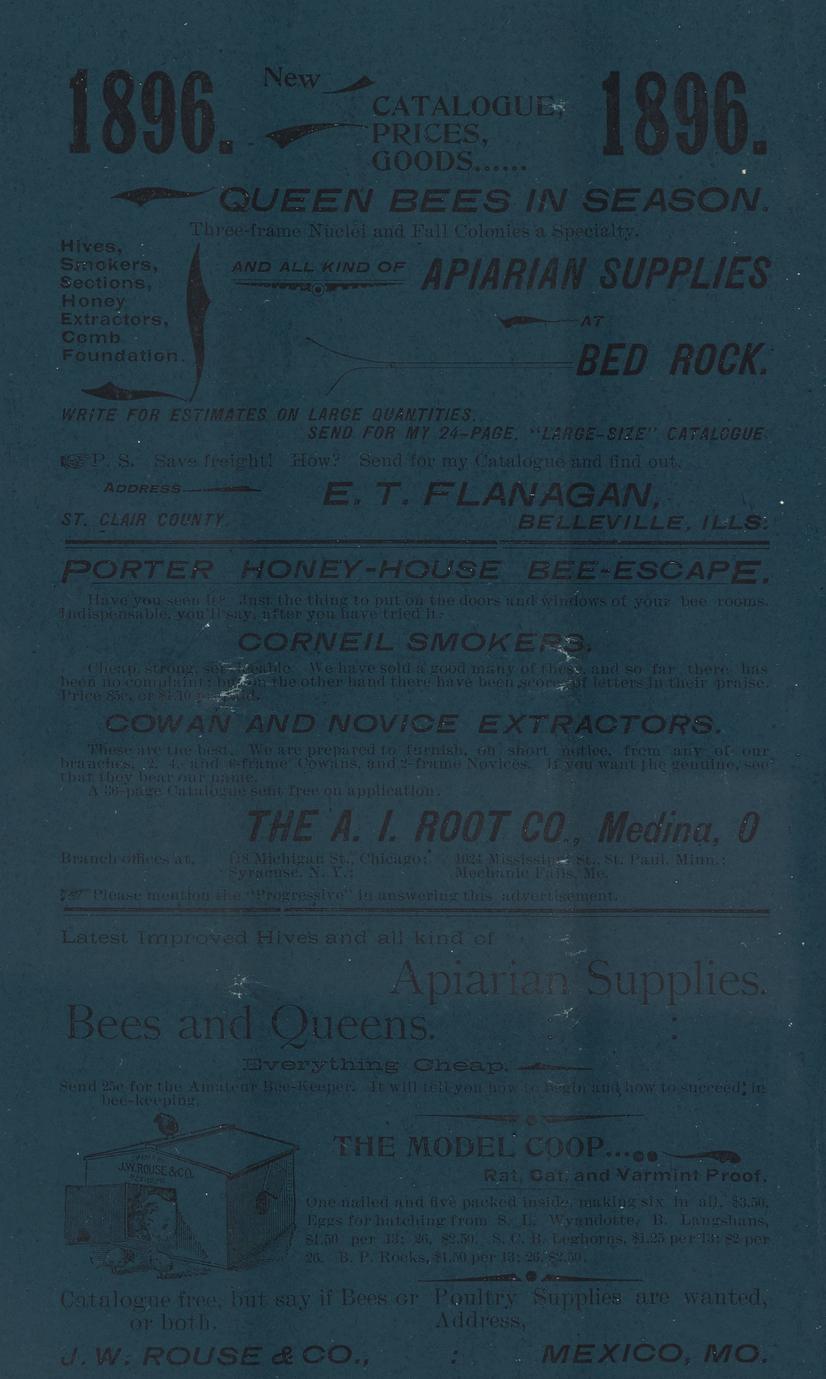 1896. New 1896.
CATALOGUE,
PRICES,
GOODS......
QUEEN BEES IN SEASON.
Three-frame Nuclei and Full Colonies a Specialty.
Hives,
Smokers,
Sections,
Honey
Extractors,
Comb
Foundation.
AND ALL KIND OF APIARIAN SUPPLIES
AT
BED ROCK.
WRITE FOR ESTIMATES ON LARGE QUANTITIES.
SEND FOR MY 24-PAGE, "LARGE-SIZE" CATALOGUE
P. S. Save freight! How? Send for my Catalogue and find out.
ADDRESS E. T. FLANAGAN,
ST. CLAIR COUNTY. BELLEVILLE, ILLS.
PORTER HONEY-HOUSE BEE-ESCAPE.
Have you seen it? Just the thing to put on the doors and windows of your bee rooms.
Indispensable, you'll say, after you have tried it.
CORNEIL SMOKERS.
Cheap, strong, We have sold a good many of these, and so far there has
been no complaint; but on the other hand there have been scores of letters in their praise.
Price 85c, or $1.10
COWAN AND NOVICE EXTRACTORS.
These are the best. We are prepared to furnish, on short notice, from any of our
branches, 2, 4, and 6-frame Cowans, and 2-frame Novices. If you want the genuine, see
that they bear our name.
A 36-page Catalogue sent free on application.
THE A. I. ROOT CO., Medina, O
Branch offices at, 118 Michigan St., Chicago; 1024 Mississippi St., St. Paul, Minn.;
Syracuse, N. Y.; Mechanic Falls, Me.
Please mention the "Progressive" in answering this advertisement.
Latest Improved Hives and all kind of
Apiarian Supplies.
Bees and Queens. : :
Everything Cheap.
Send 25c for the Amateur Bee-Keeper. It will tell you how to begin and how to succeed in
bee-keeping.
J.W. ROUSE & CO.
THE MODEL COOP...
Rat, Cat and Varmint Proof.
One nailed and five packed inside, making six in all, $3.50.
Eggs for hatching from S. L. Wyandotte, B. Langshans,
$1.50 per 13; 26, $2.50. S. C. B. Leghorns, $1.25 per 13; $2 per
26. B. P. Rocks, $1.50 per 13; 26, $2.50.
Catalogue free, but say if Bees or Poultry Supplies are wanted,
or both. Address,
J. W. ROUSE & CO., : MEXICO, MO.